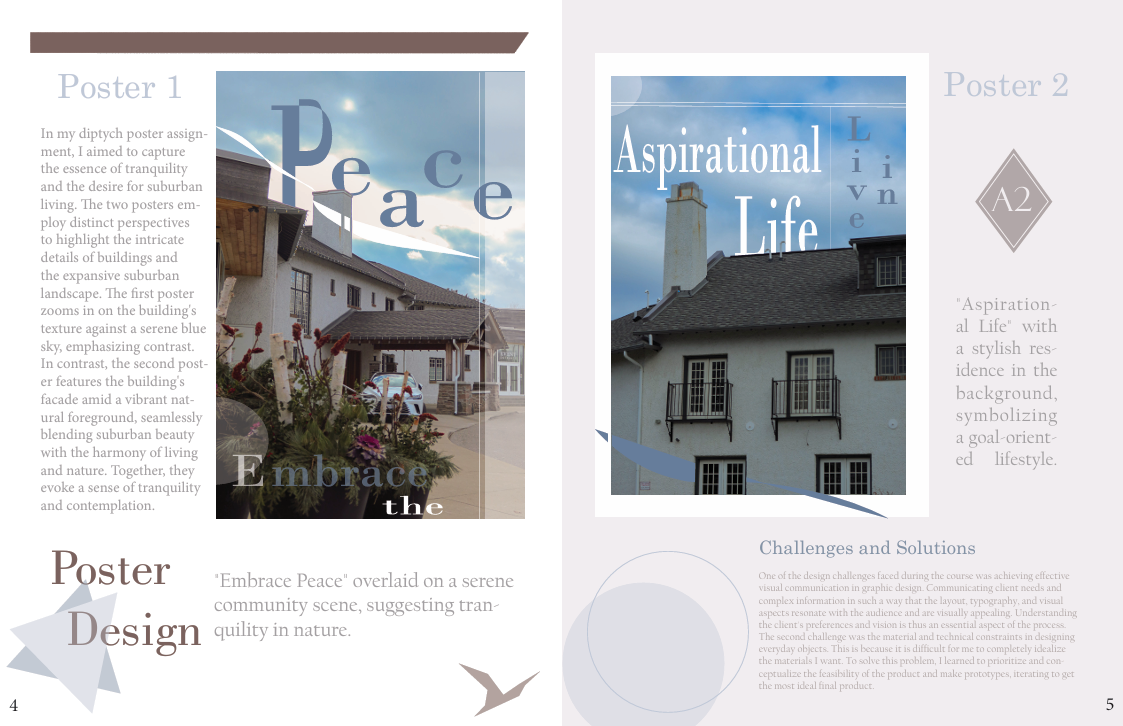 Poster 1
In my diptych poster assign-
ment, I aimed to capture
the essence of tranquility
and the desire for suburban
living. The two posters em-
ploy distinct perspectives
to highlight the intricate
details of buildings and
the expansive suburban
landscape. The first poster
zooms in on the building's
texture against a serene blue
sky, emphasizing contrast.
In contrast, the second post-
er features the building's
facade amid a vibrant nat-
ural foreground, seamlessly
blending suburban beauty
with the harmony of living
and nature. Together, they
evoke a sense of tranquility
and contemplation.
Peace
Embrace
the
Poster
Design
"Embrace Peace" overlaid on a serene
community scene, suggesting tran-
quility in nature.
4
Aspirational
Life
Live
in
Poster 2
A2
"Aspiration-
al Life" with
a stylish res-
idence in the
background,
symbolizing
a goal-orient-
ed lifestyle.
Challenges and Solutions
One of the design challenges faced during the course was achieving effective
visual communication in graphic design. Communicating client needs and
complex information in such a way that the layout, typography, and visual
aspects resonate with the audience and are visually appealing. Understanding
the client's preferences and vision is thus an essential aspect of the process.
The second challenge was the material and technical constraints in designing
everyday objects. This is because it is difficult for me to completely idealize
the materials I want. To solve this problem, I learned to prioritize and con-
ceptualize the feasibility of the product and make prototypes, iterating to get
the most ideal final product.
5